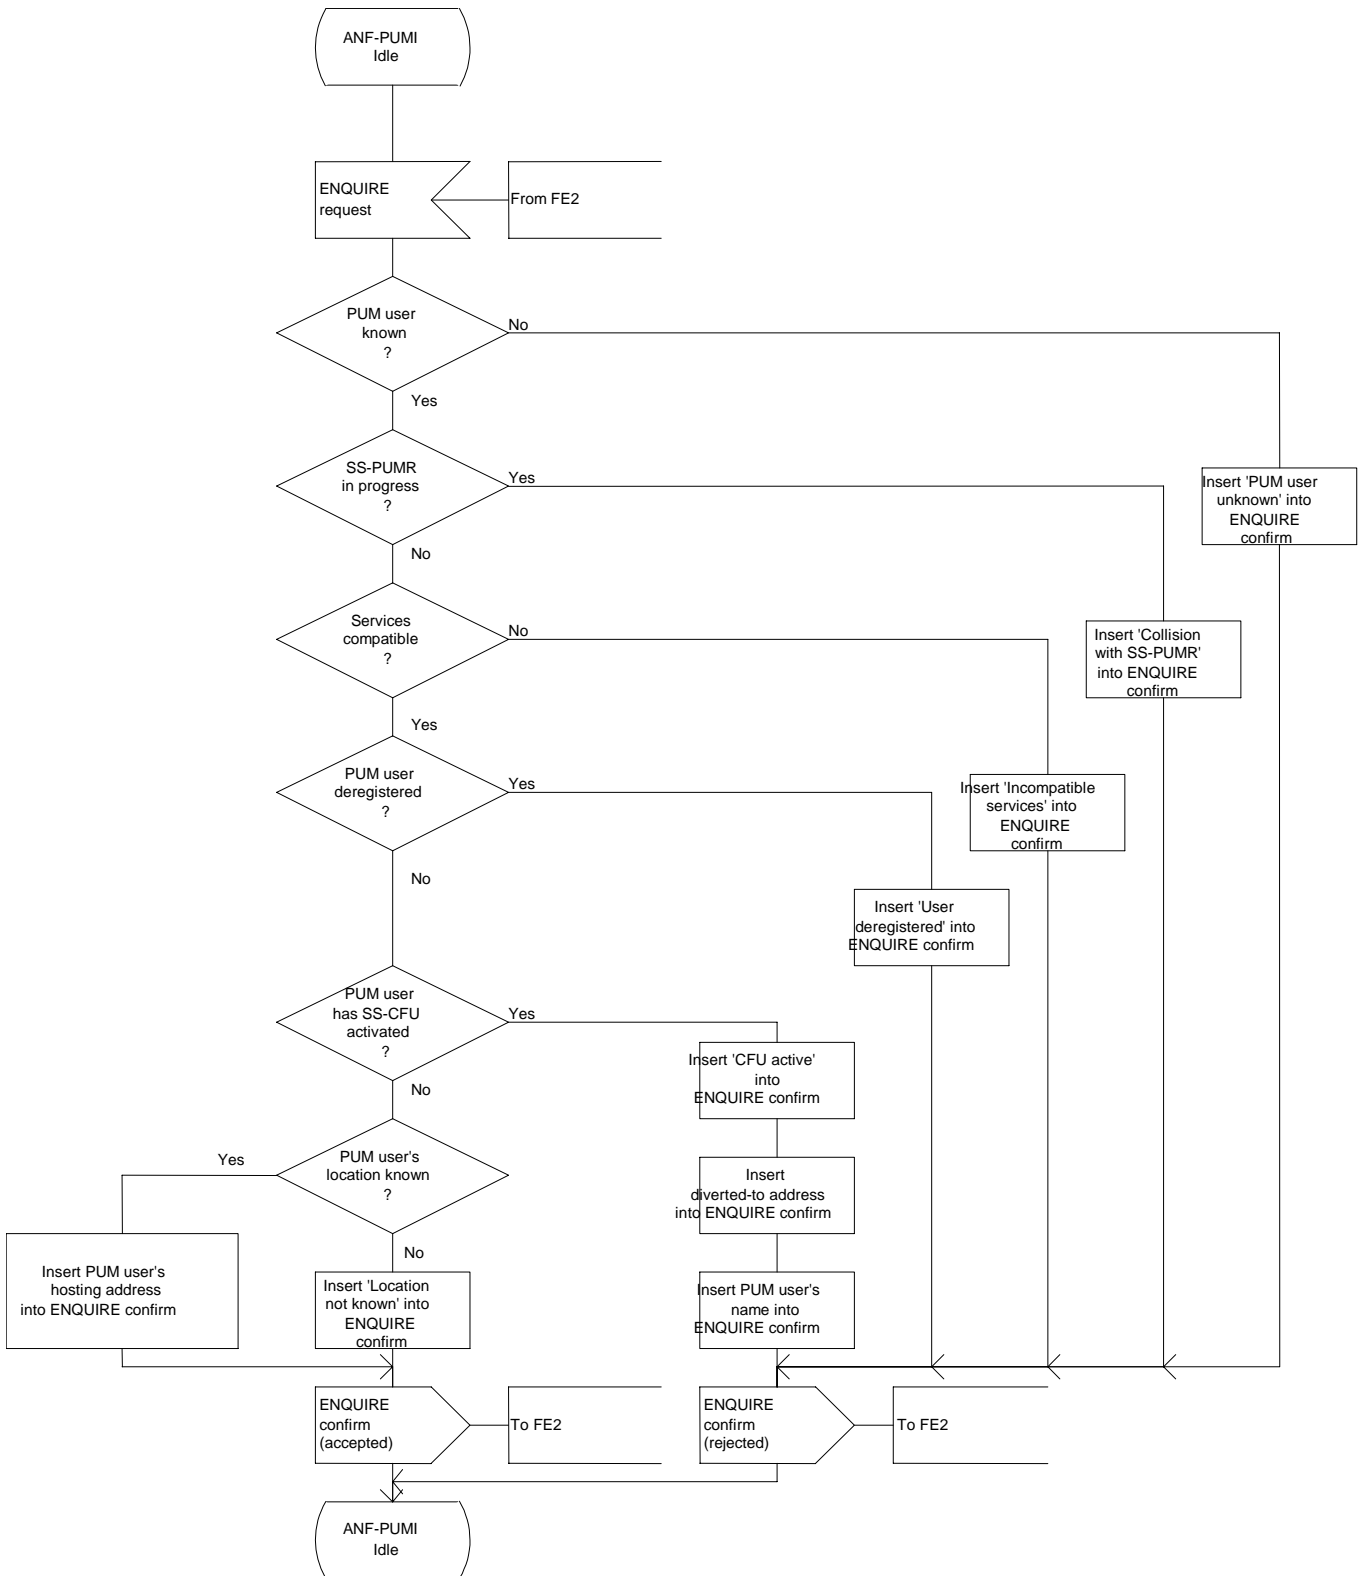 ANF-PUMI
Idle
ENQUIRE
request
From FE2
PUM user
known
?
No
Yes
SS-PUMR
in progress
?
Yes
No
Insert 'PUM user
unknown' into
ENQUIRE
confirm
Services
compatible
?
No
Yes
Insert 'Collision
with SS-PUMR'
into ENQUIRE
confirm
PUM user
deregistered
?
Yes
No
Insert 'Incompatible
services' into
ENQUIRE
confirm
Insert 'User
deregistered' into
ENQUIRE confirm
PUM user
has SS-CFU
activated
?
Yes
No
Insert 'CFU active'
into
ENQUIRE confirm
PUM user's
location known
?
Yes
No
Insert
diverted-to address
into ENQUIRE confirm
Insert PUM user's
hosting address
into ENQUIRE confirm
Insert 'Location
not known' into
ENQUIRE
confirm
Insert PUM user's
name into
ENQUIRE confirm
ENQUIRE
confirm
(accepted)
To FE2
ENQUIRE
confirm
(rejected)
To FE2
ANF-PUMI
Idle